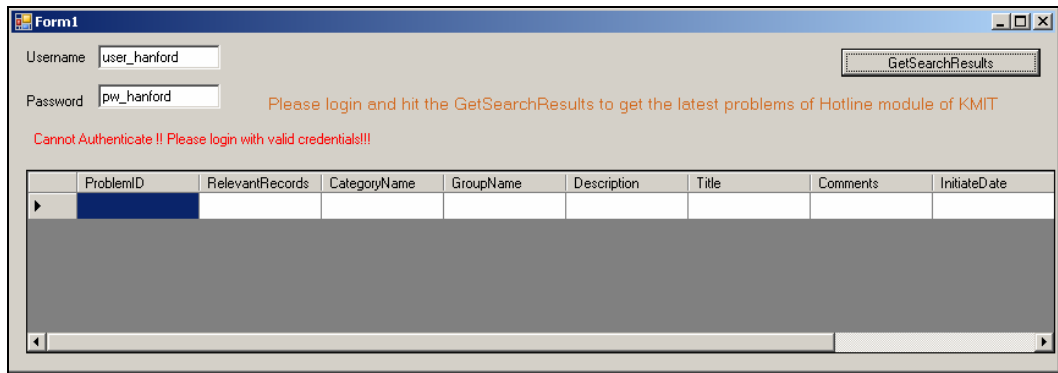 Form1
Username user_hanford
GetSearchResults
Password pw_hanford
Please login and hit the GetSearchResults to get the latest problems of Hotline module of KMIT
Cannot Authenticate !! Please login with valid credentials!!!
ProblemID RelevantRecords CategoryName GroupName Description Title Comments InitiateDate